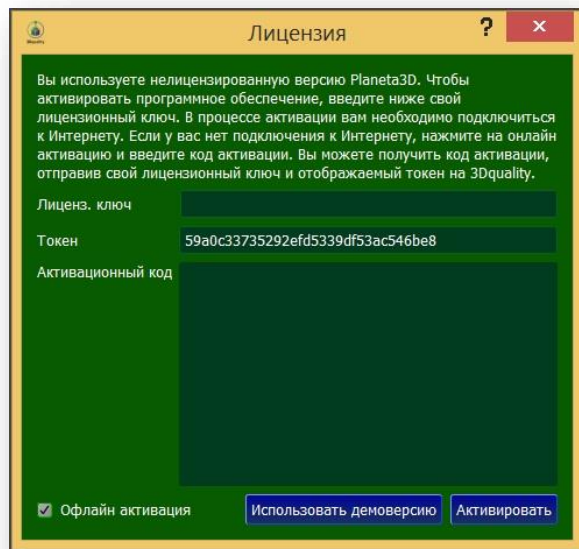 Лицензия
?
Вы используете нелицензированную версию Planeta3D. Чтобы
активировать программное обеспечение, введите ниже свой
лицензионный ключ. В процессе активации вам необходимо подключиться
к Интернету. Если у вас нет подключения к Интернету, нажмите на онлайн
активацию и введите код активации. Вы можете получить код активации,
отправив свой лицензионный ключ и отображаемый токен на 3Dquality.
Лиценз. ключ
Токен 59a0c33735292efd5339df53ac546be8
Активационный код
Офлайн активация Использовать демоверсию Активировать